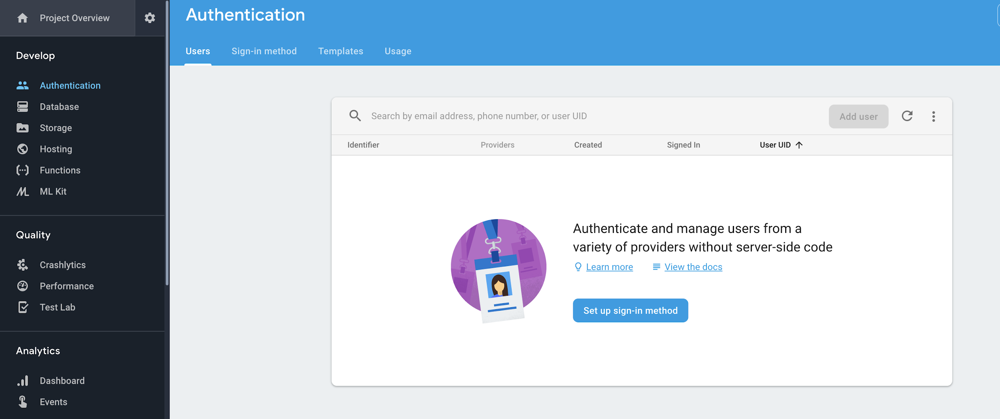 Project Overview
Develop
Authentication
Database
Storage
Hosting
Functions
ML Kit
Quality
Crashlytics
Performance
Test Lab
Analytics
Dashboard
Events
Authentication
Users Sign-in method Templates Usage
Search by email address, phone number, or user UID
Add user
Identifier Providers Created Signed In User UID
Authenticate and manage users from a
variety of providers without server-side code
Learn more View the docs
Set up sign-in method